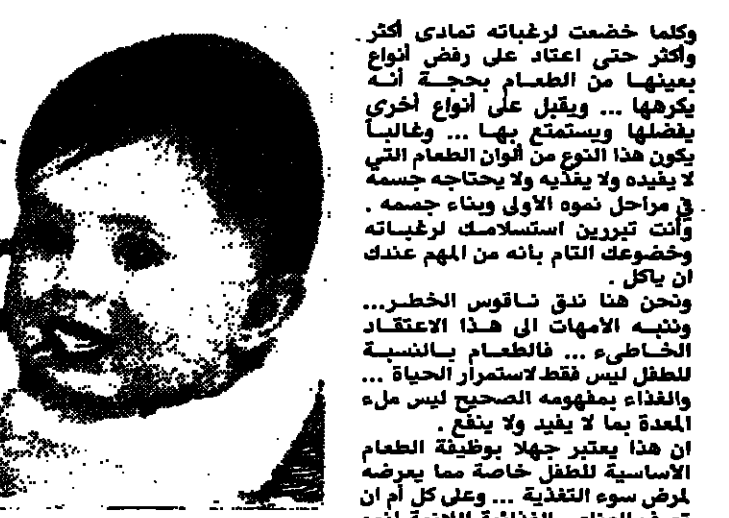 وكلما خضعت لرغباته تمادى أكثر
وأكثر حتى اعتاد على رفض أنواع
بعينها من الطعام بحجة أنه
يكرهها ... ويقبل على أنواع أخرى
يفضلها ويستمتع بها ... وغالبا
يكون هذا النوع من ألوان الطعام التي
لا يفيده ولا يغذيه ولا يحتاجه جسمه
في مراحل نموه الأولى وبناء جسمه .
وأنت تبررين استسلامك لرغباته
وخضوعك التام بأنه من المهم عندك
ان ياكل .
ونحن هنا ندق ناقوس الخطر...
وننبه الأمهات الى هذا الاعتقاد
الخاطىء ... فالطعام بالنسبة
للطفل ليس فقط لاستمرار الحياة ...
والغذاء بمفهومه الصحيح ليس ملء
المعدة بما لا يفيد ولا ينفع .
ان هذا يعتبر جهلا بوظيفة الطعام
الأساسية للطفل خاصة مما يعرضه
لمرض سوء التغذية ... وعلى كل أم ان